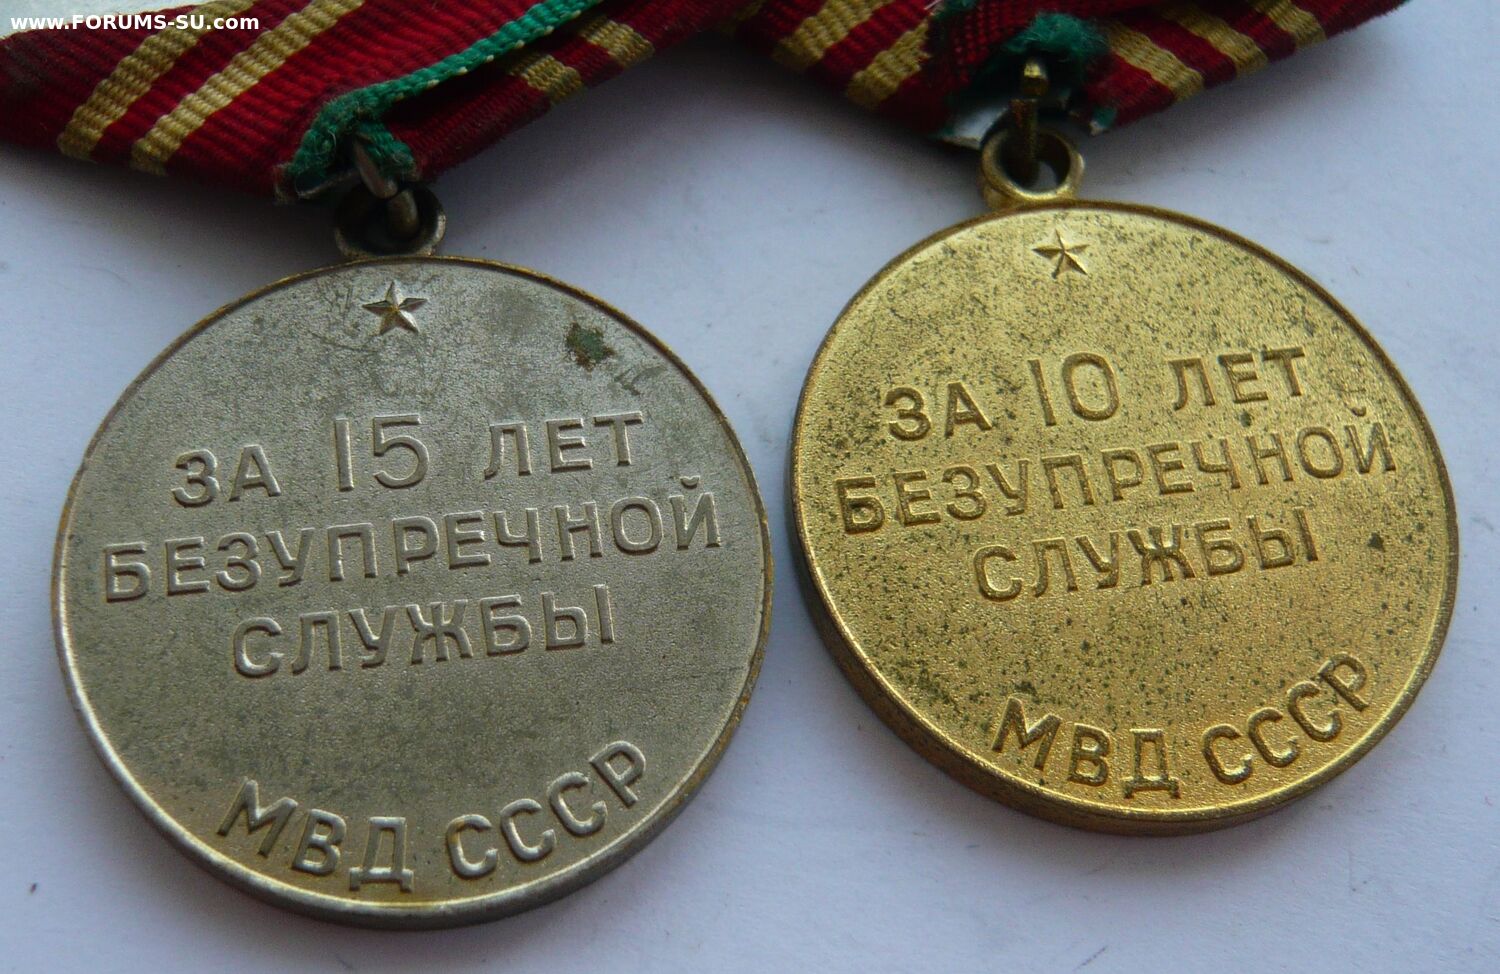 www.FORUMS-SU.com
ЗА 15 ЛЕТ
БЕЗУПРЕЧНОЙ
СЛУЖБЫ
МВД СССР
ЗА 10 ЛЕТ
БЕЗУПРЕЧНОЙ
СЛУЖБЫ
МВД СССР